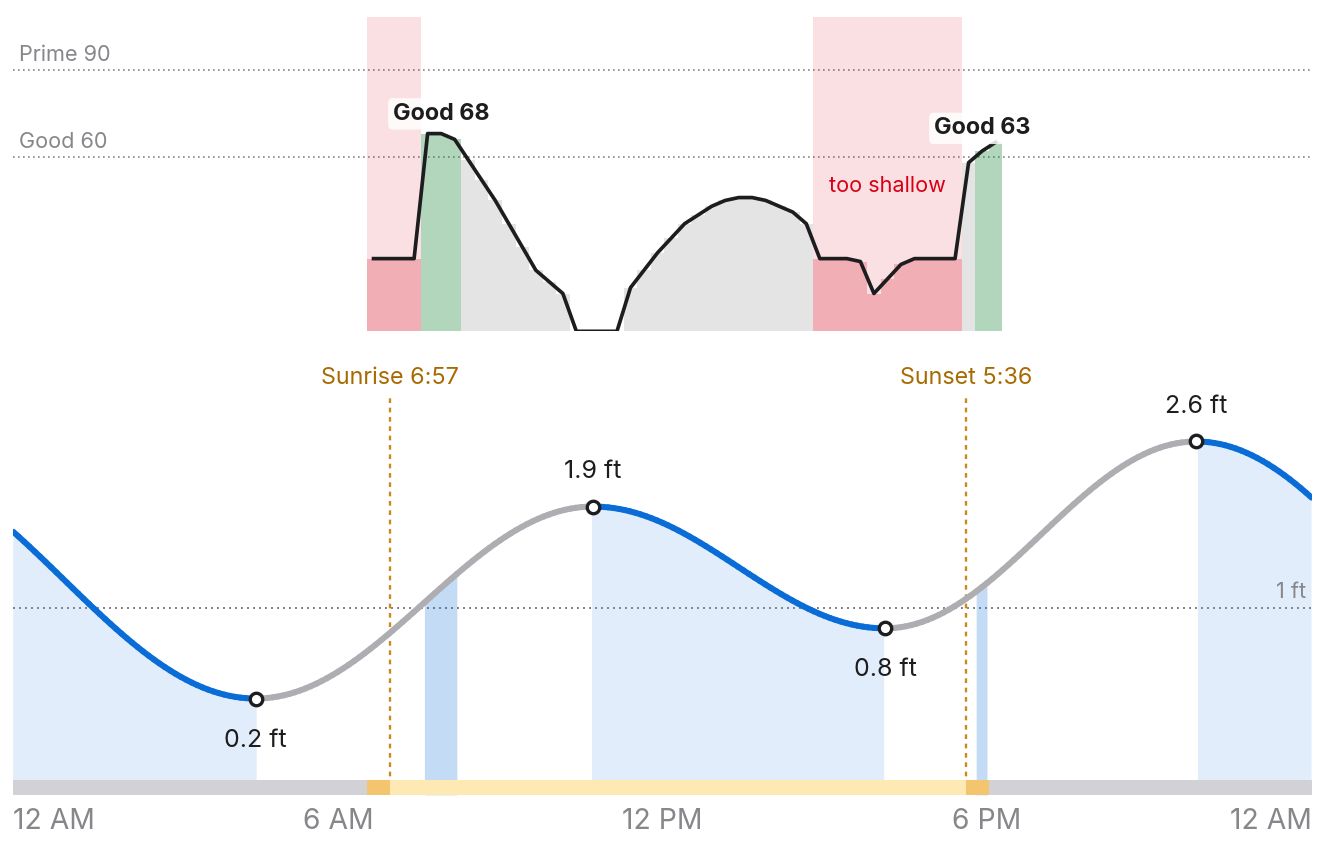 Prime 90
Good 68
Good 60
Good 63
too shallow
Sunrise 6:57
Sunset 5:36
2.6 ft
1.9 ft
1 ft
0.8 ft
0.2 ft
12 AM
6 AM
12 PM
6 PM
12 AM